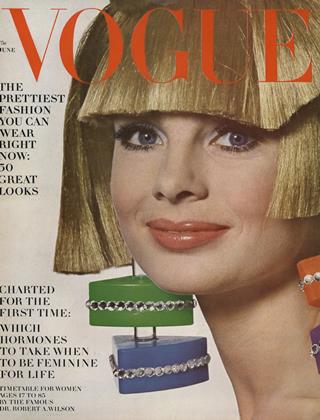 VOGUE
The
JUNE
THE
PRETTIEST
FASHION
YOU CAN
WEAR
RIGHT
NOW:
50
GREAT
LOOKS
CHARTED
FOR THE
FIRST TIME:
WHICH
HORMONES
TO TAKE WHEN
TO BE FEMININE
FOR LIFE
TIMETABLE FOR WOMEN
AGES 17 TO 85
BY THE FAMOUS
DR. ROBERT A. WILSON